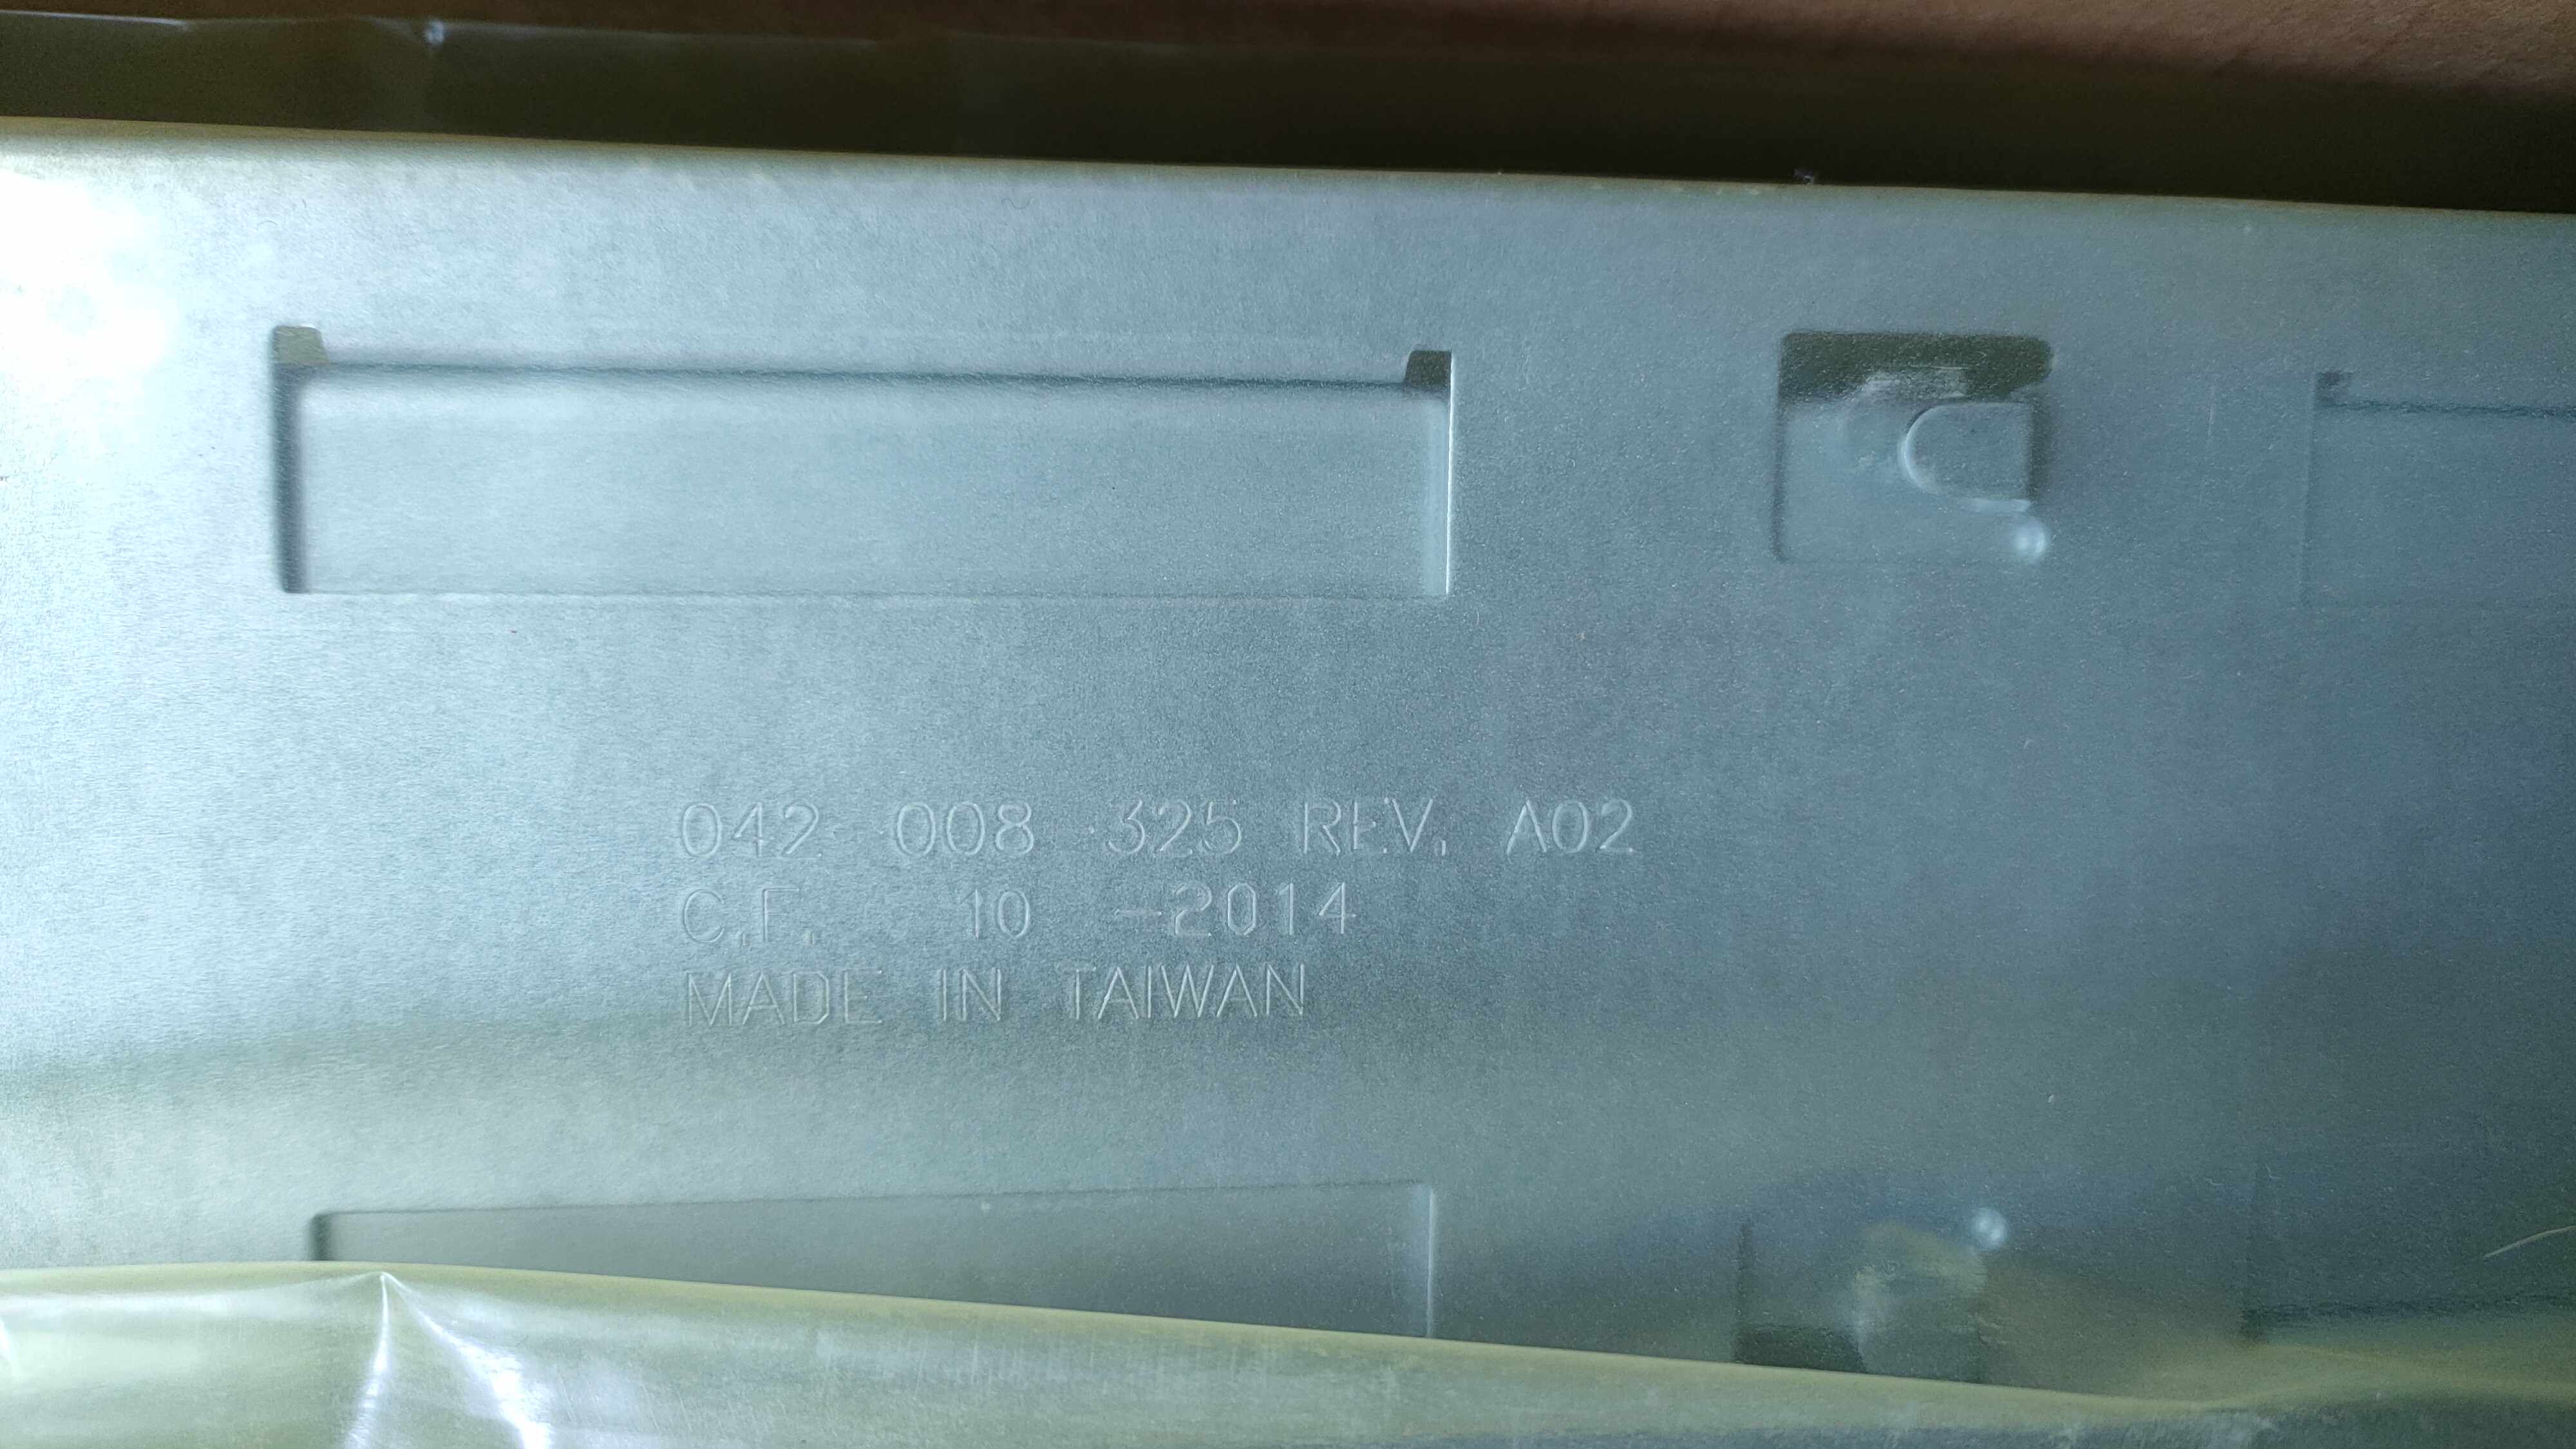 042 008 325 REV. A02
C.F. 10 -2014
MADE IN TAIWAN